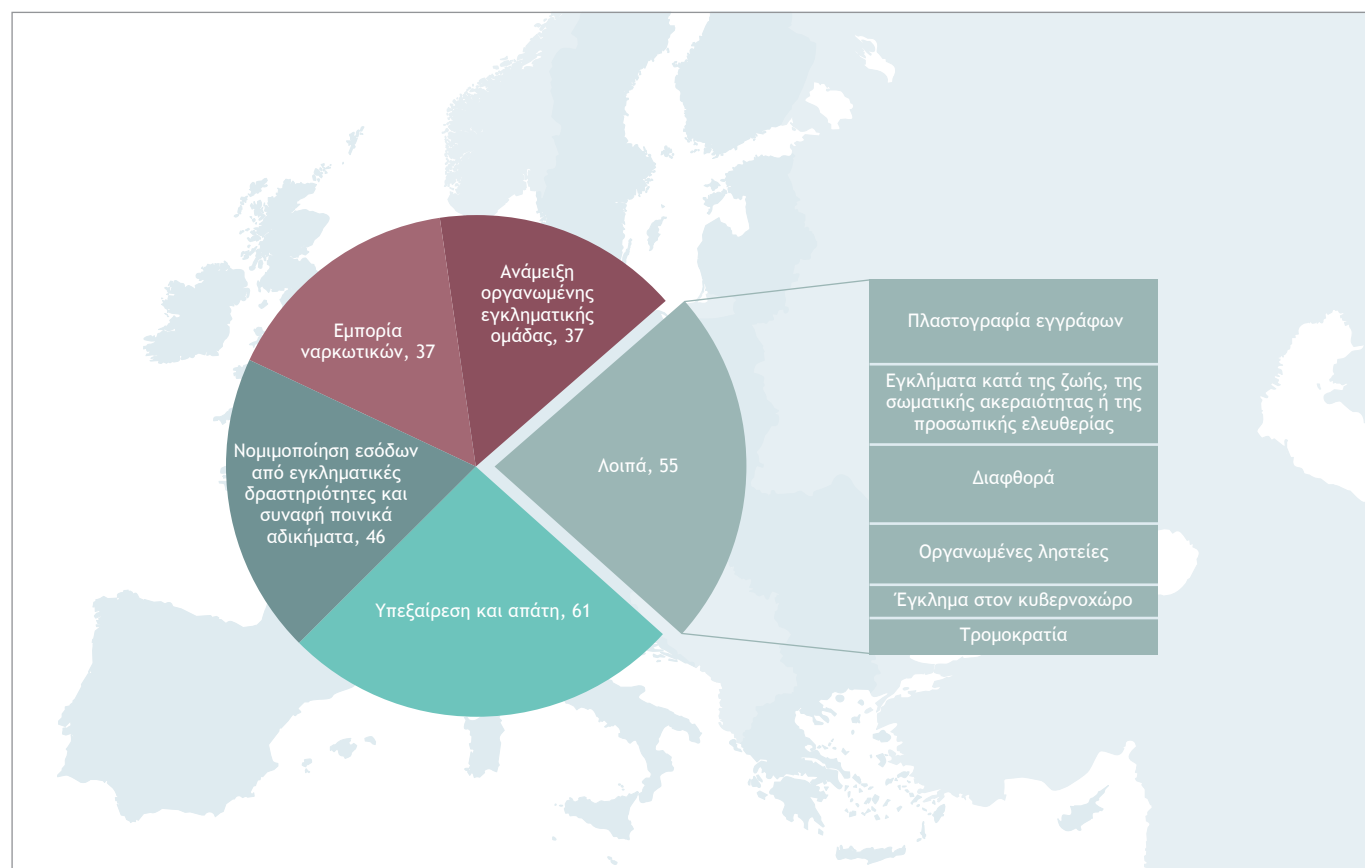 Ανάμειξη
οργανωμένης
εγκληματικής
ομάδας, 37
Εμπορία
ναρκωτικών, 37
Νομιμοποίηση εσόδων
από εγκληματικές
δραστηριότητες και
συναφή ποινικά
αδικήματα, 46
Υπεξαίρεση και απάτη, 61
Λοιπά, 55
Πλαστογραφία εγγράφων
Εγκλήματα κατά της ζωής, της
σωματικής ακεραιότητας ή της
προσωπικής ελευθερίας
Διαφθορά
Οργανωμένες ληστείες
Έγκλημα στον κυβερνοχώρο
Τρομοκρατία